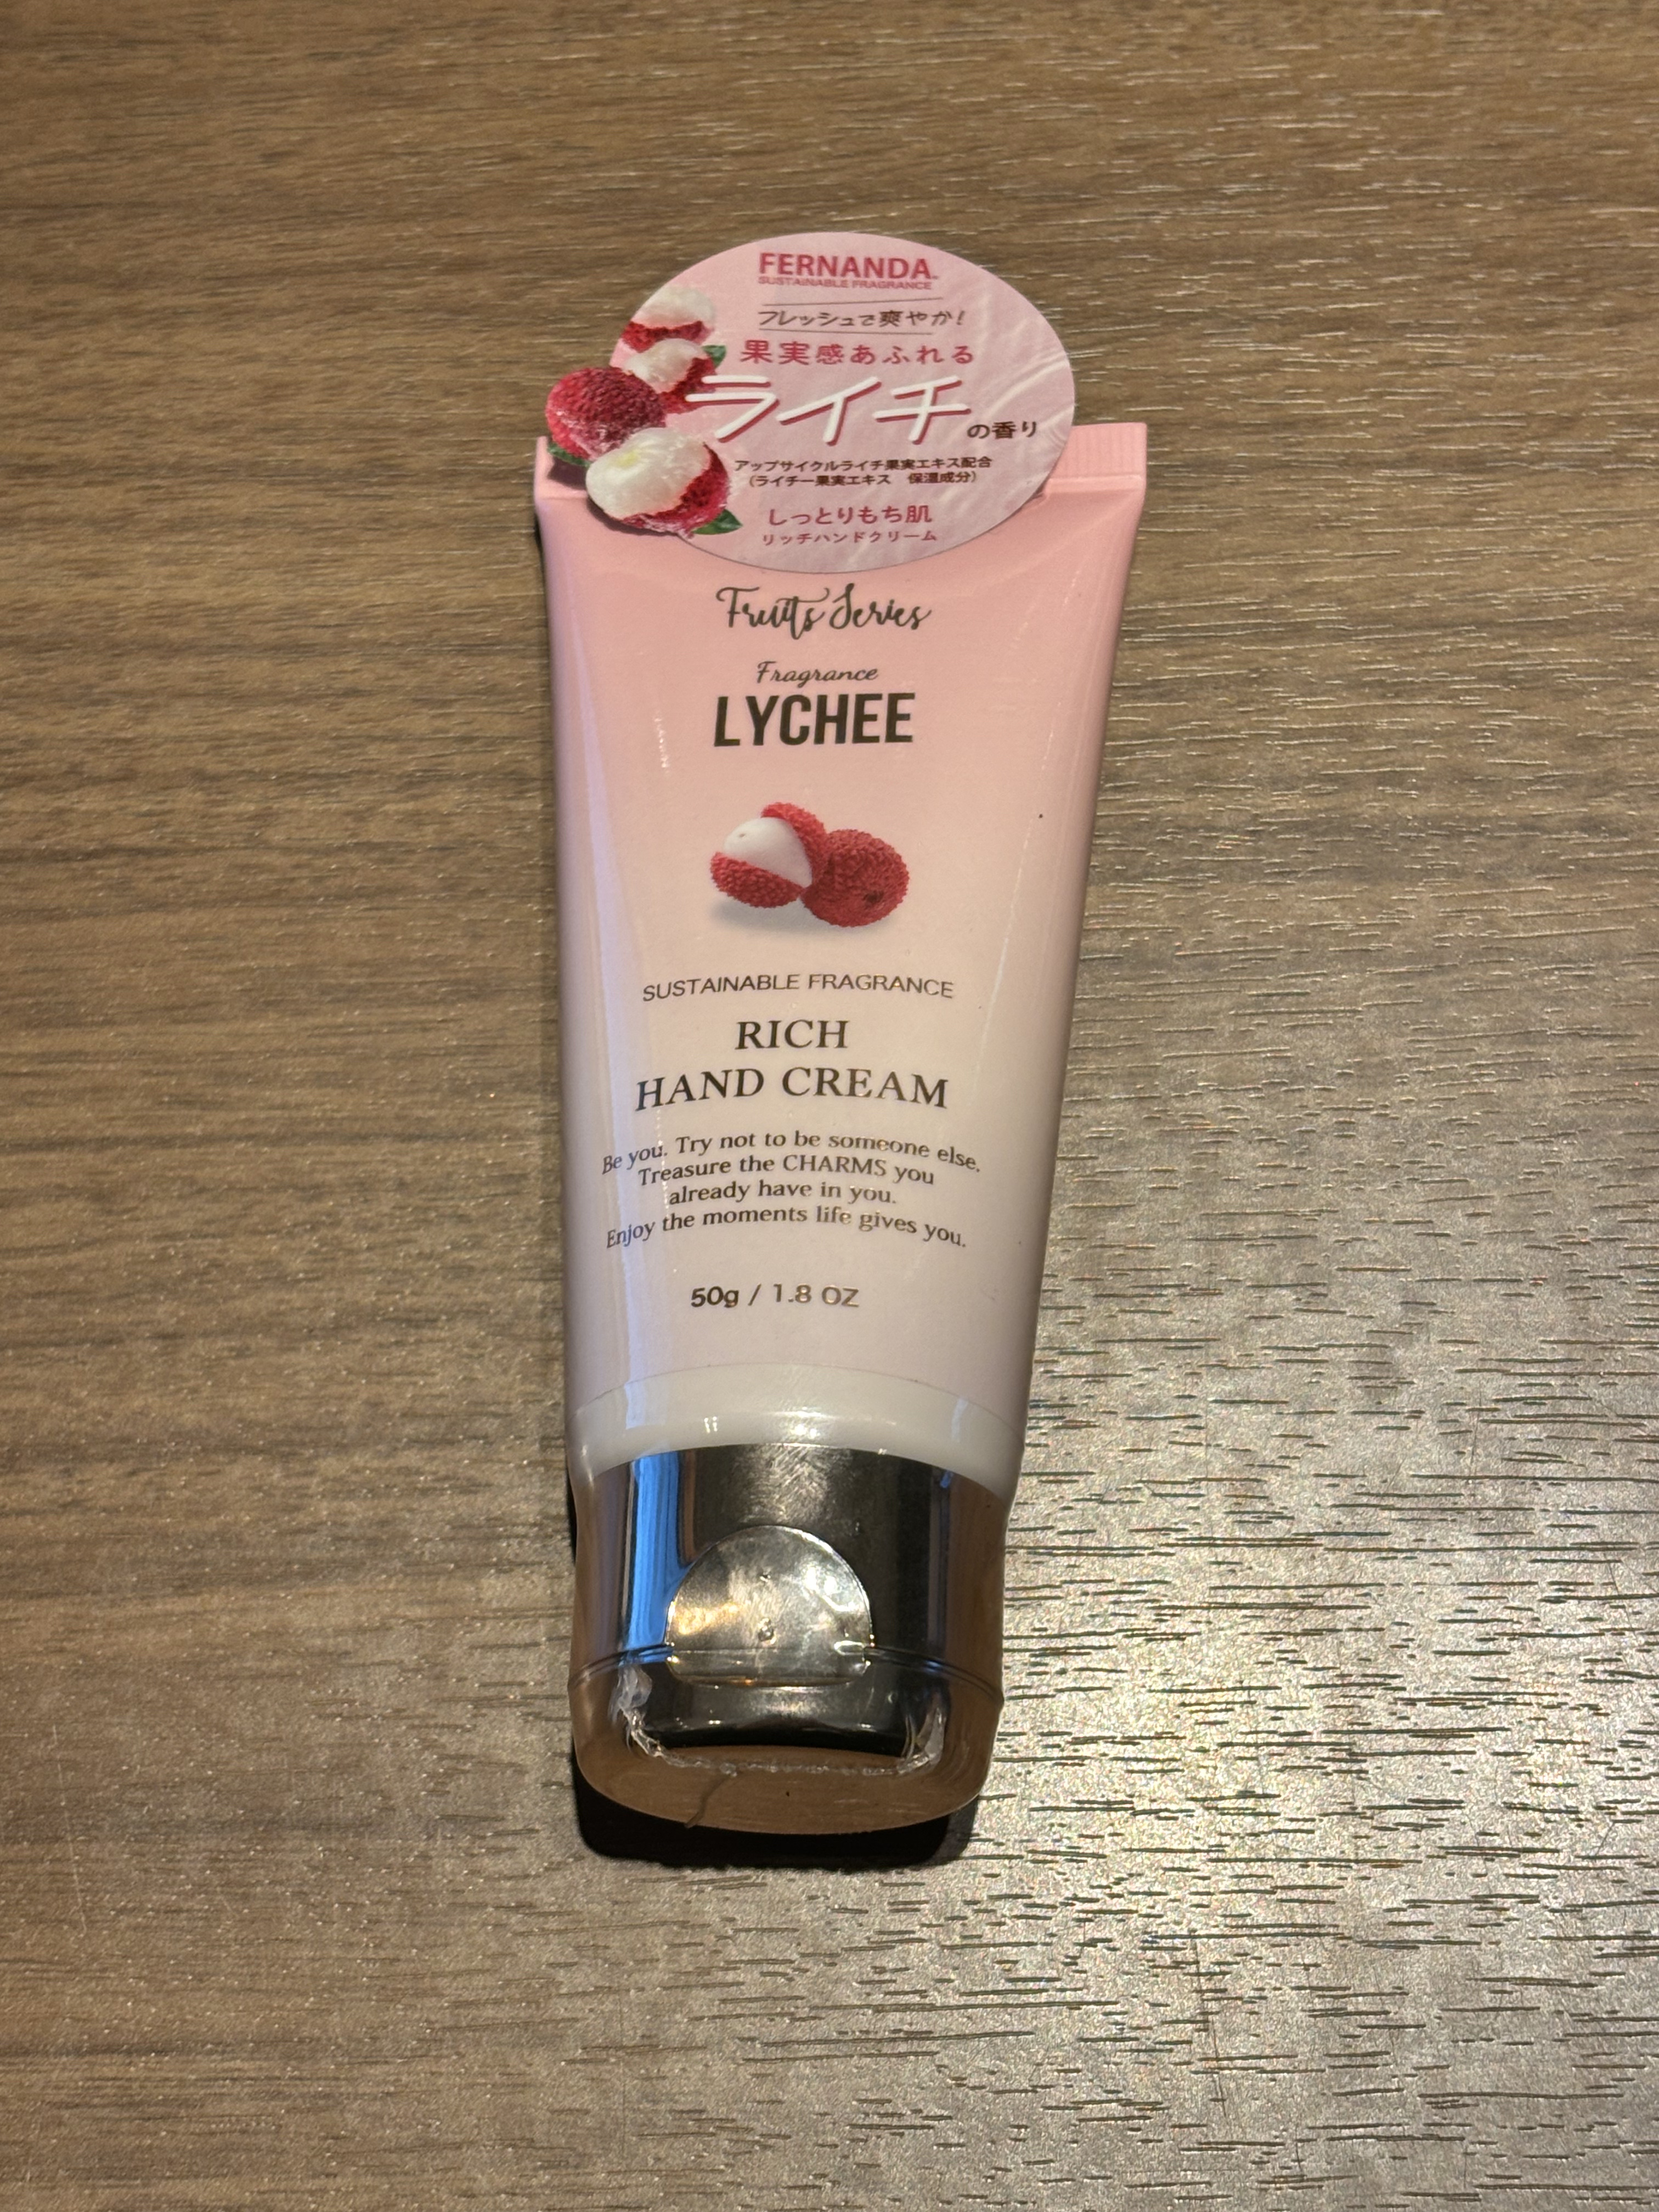 FERNANDA
SUSTAINABLE FRAGRANCE
フレッシュで爽やか!
果実感あふれる
ライチの香り
アップサイクルライチ果実エキス配合
(ライチー果実エキス 保湿成分)
しっとりもち肌
リッチハンドクリーム
Fruits Series
Fragrance
LYCHEE
SUSTAINABLE FRAGRANCE
RICH
HAND CREAM
Be you. Try not to be someone else.
Treasure the CHARMS you
already have in you.
Enjoy the moments life gives you.
50g / 1.8 OZ